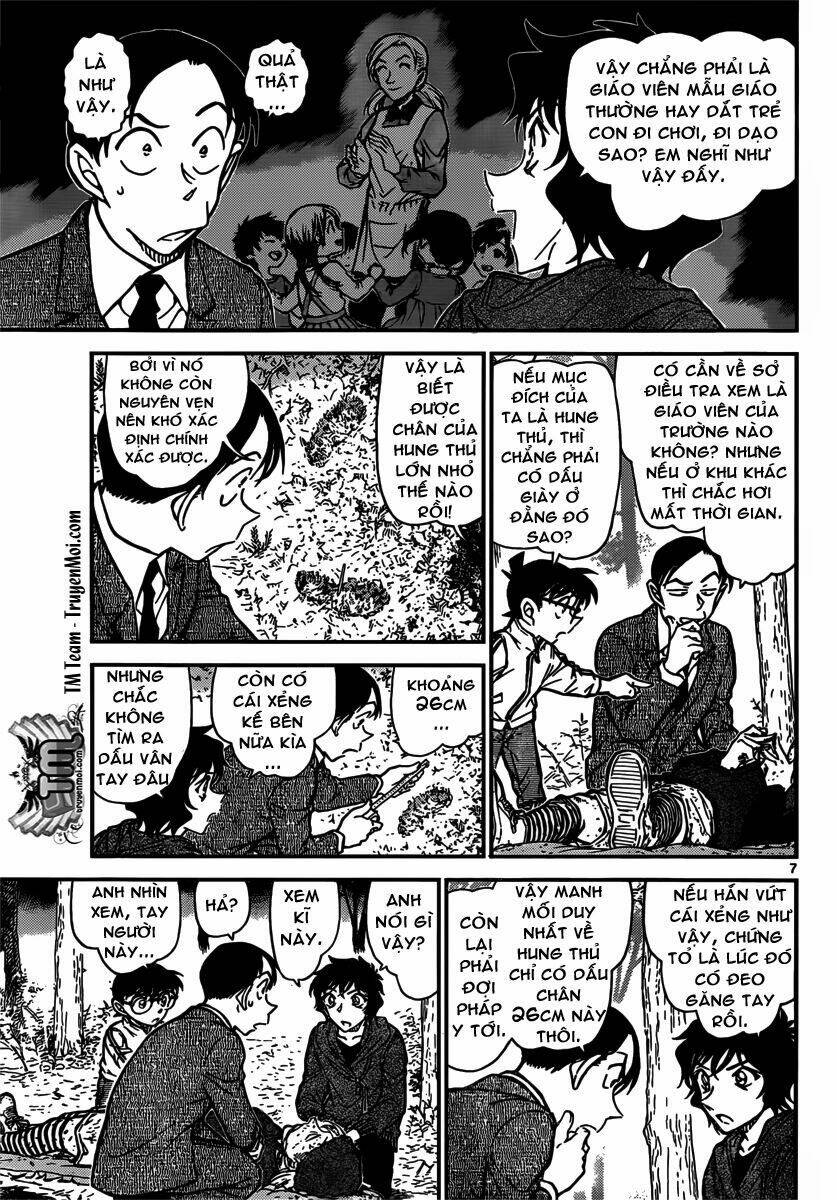 VẬY CHẲNG PHẢI LÀ
GIÁO VIÊN MẪU GIÁO
THƯỜNG HAY DẮT TRẺ
CON ĐI CHƠI, ĐI DẠO
SAO? EM NGHĨ NHƯ
VẬY ĐẤY.
QUẢ
THẬT
...
LÀ
NHƯ
VẬY.
CÓ CẦN VỀ SỞ
ĐIỀU TRA XEM LÀ
GIÁO VIÊN CỦA
TRƯỜNG NÀO
KHÔNG? NHƯNG
NẾU Ở KHU KHÁC
THÌ CHẮC HƠI
MẤT THỜI GIAN.
NẾU MỤC
ĐÍCH CỦA
TA LÀ HUNG
THỦ, THÌ
CHẲNG PHẢI
CÓ DẤU
GIÀY Ở
ĐẰNG ĐÓ
SAO?
VẬY LÀ
BIẾT
ĐƯỢC
CHÂN CỦA
HUNG THỦ
LỚN NHỎ
THẾ NÀO
RỒI!
BỞI VÌ NÓ
KHÔNG CÒN
NGUYÊN VẸN
NÊN KHÓ XÁC
ĐỊNH CHÍNH
XÁC ĐƯỢC.
KHOẢNG
26CM
...
CÒN CÓ
CÁI XẺNG
KẾ BÊN
NỮA KÌA
...
NHƯNG
CHẮC
KHÔNG
TÌM RA
DẤU VÂN
TAY ĐÂU
TM Team - TruyenMoi.com
TM
truyenmoi.com
7
NẾU HẮN VỨT
CÁI XẺNG NHƯ
VẬY, CHỨNG
TỎ LÀ LÚC ĐÓ
CÓ ĐEO
GĂNG TAY
RỒI.
VẬY MANH
MỐI DUY
NHẤT VỀ
HUNG THỦ
CHỈ CÓ DẤU
CHÂN
26CM NÀY
THÔI.
CÒN
LẠI
PHẢI
ĐỢI
PHÁP
Y TỚI.
ANH
NÓI GÌ
VẬY?
XEM
KĨ
NÀY.
HẢ?
ANH NHÌN
XEM, TAY
NGƯỜI
NÀY...